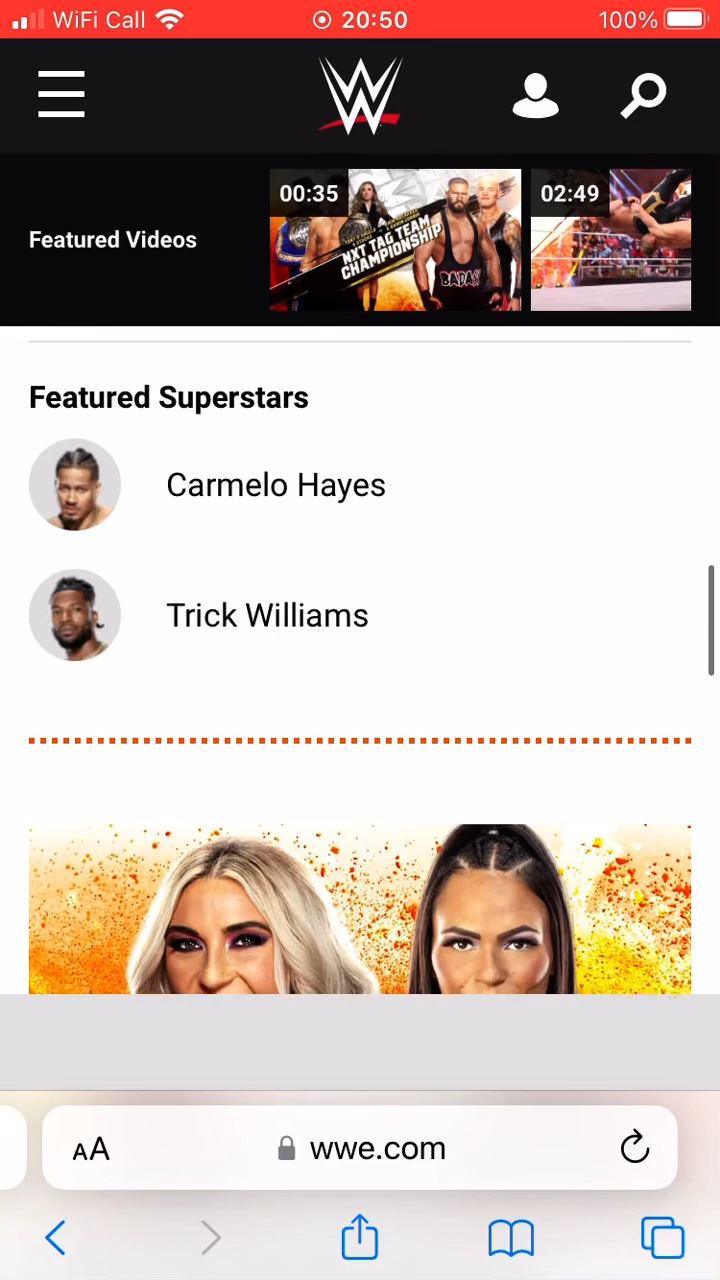 WiFi Call
20:50
100%
W
00:35
02:49
Featured Videos
NXT TAG TEAM
CHAMPIONSHIP
BADASS
Featured Superstars
Carmelo Hayes
Trick Williams
AA
wwe.com